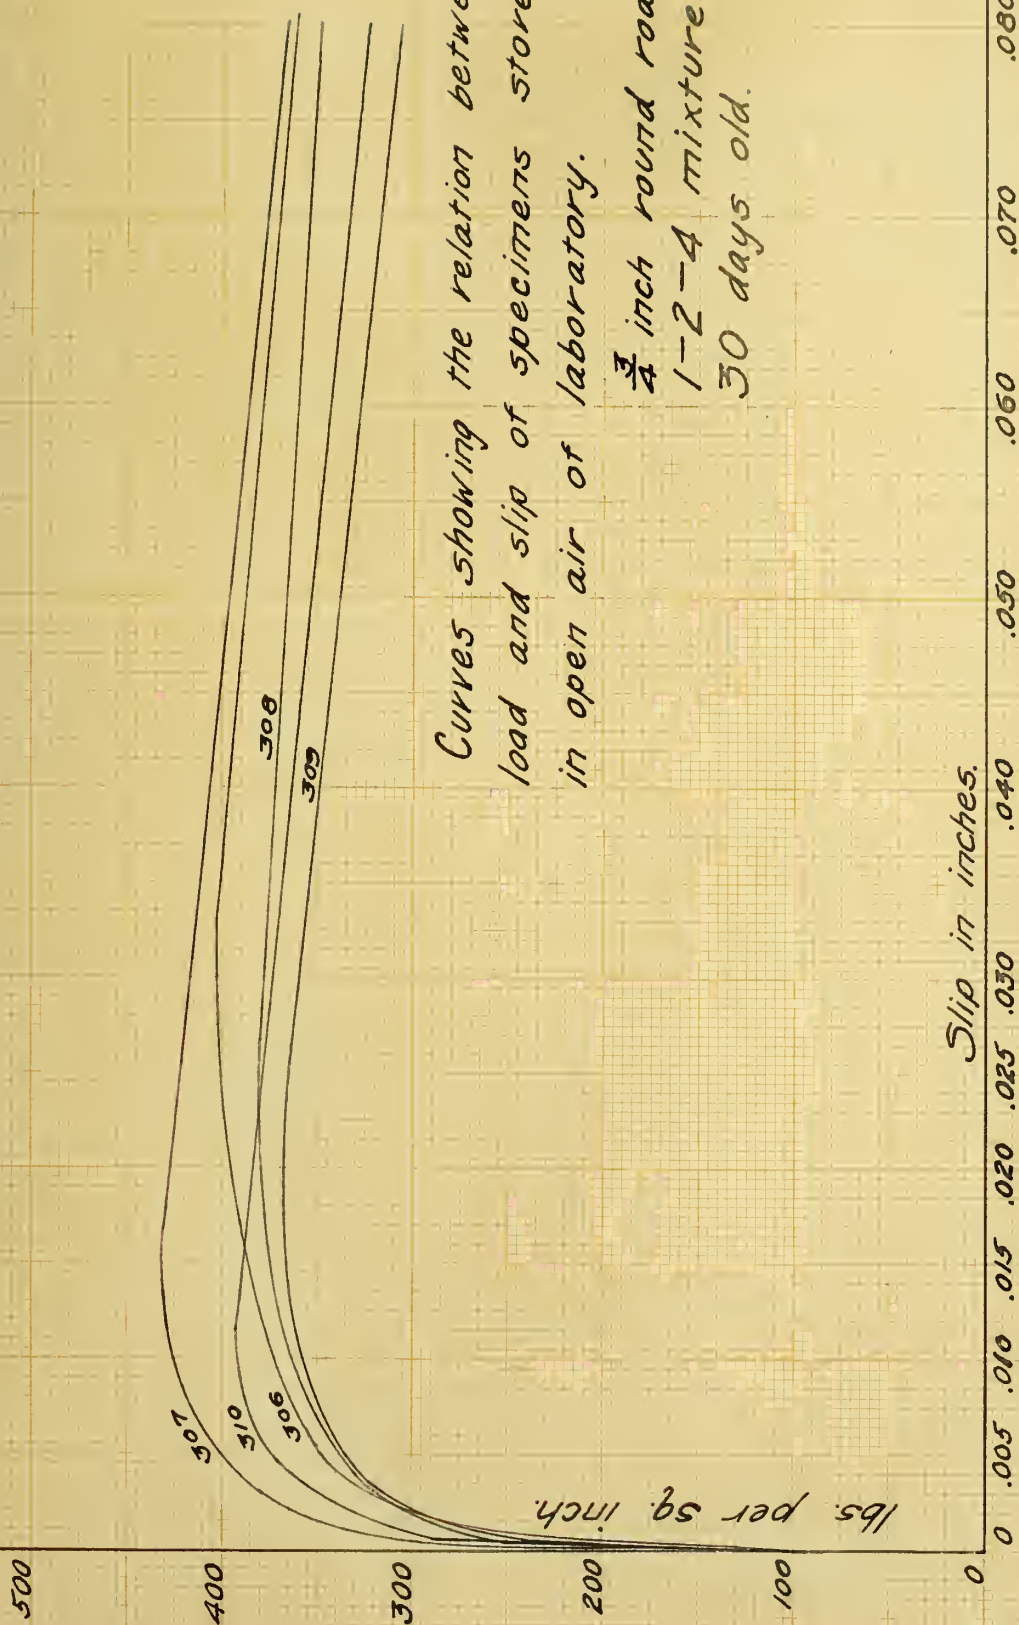 Curves showing the relation betwe
load and slip of specimens store
in open air of laboratory.
3/4 inch round roa
1-2-4 mixture
30 days old.
500
400
300
200
100
0
lbs. per sq. inch.
307
310
306
308
309
Slip in inches.
0 .005 .010 .015 .020 .025 .030 .040 .050 .060 .070 .080